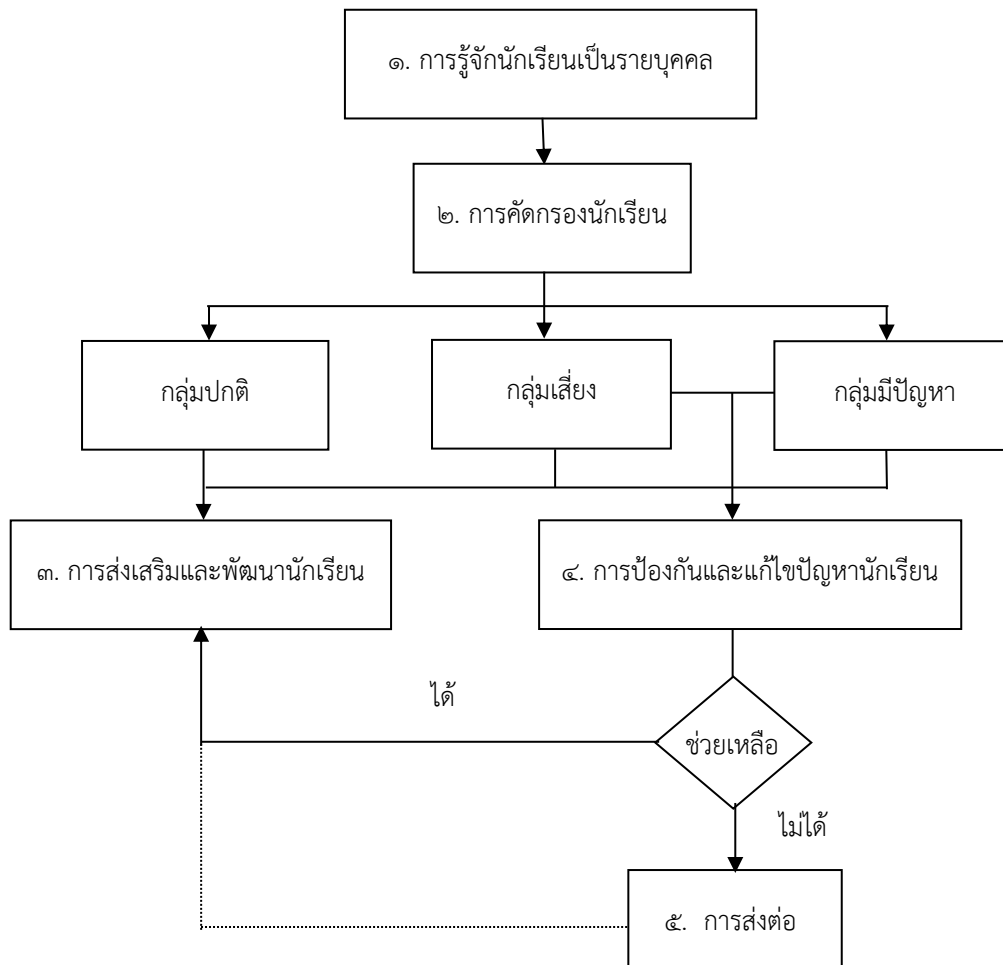 ๑. การรู้จักนักเรียนเป็นรายบุคคล
๒. การคัดกรองนักเรียน
กลุ่มปกติ
กลุ่มเสี่ยง
กลุ่มมีปัญหา
๓. การส่งเสริมและพัฒนานักเรียน
๔. การป้องกันและแก้ไขปัญหานักเรียน
ได้
ช่วยเหลือ
ไม่ได้
๕. การส่งต่อ